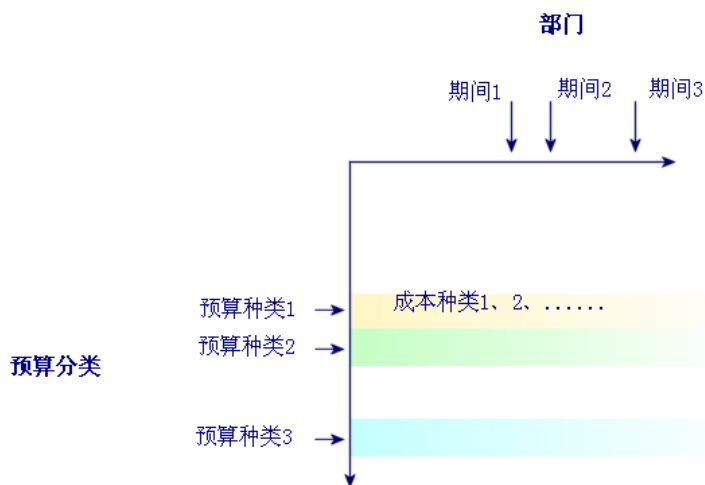 部门
期间1 期间2 期间3
预算种类1 成本种类1、2、......
预算种类2
预算分类
预算种类3